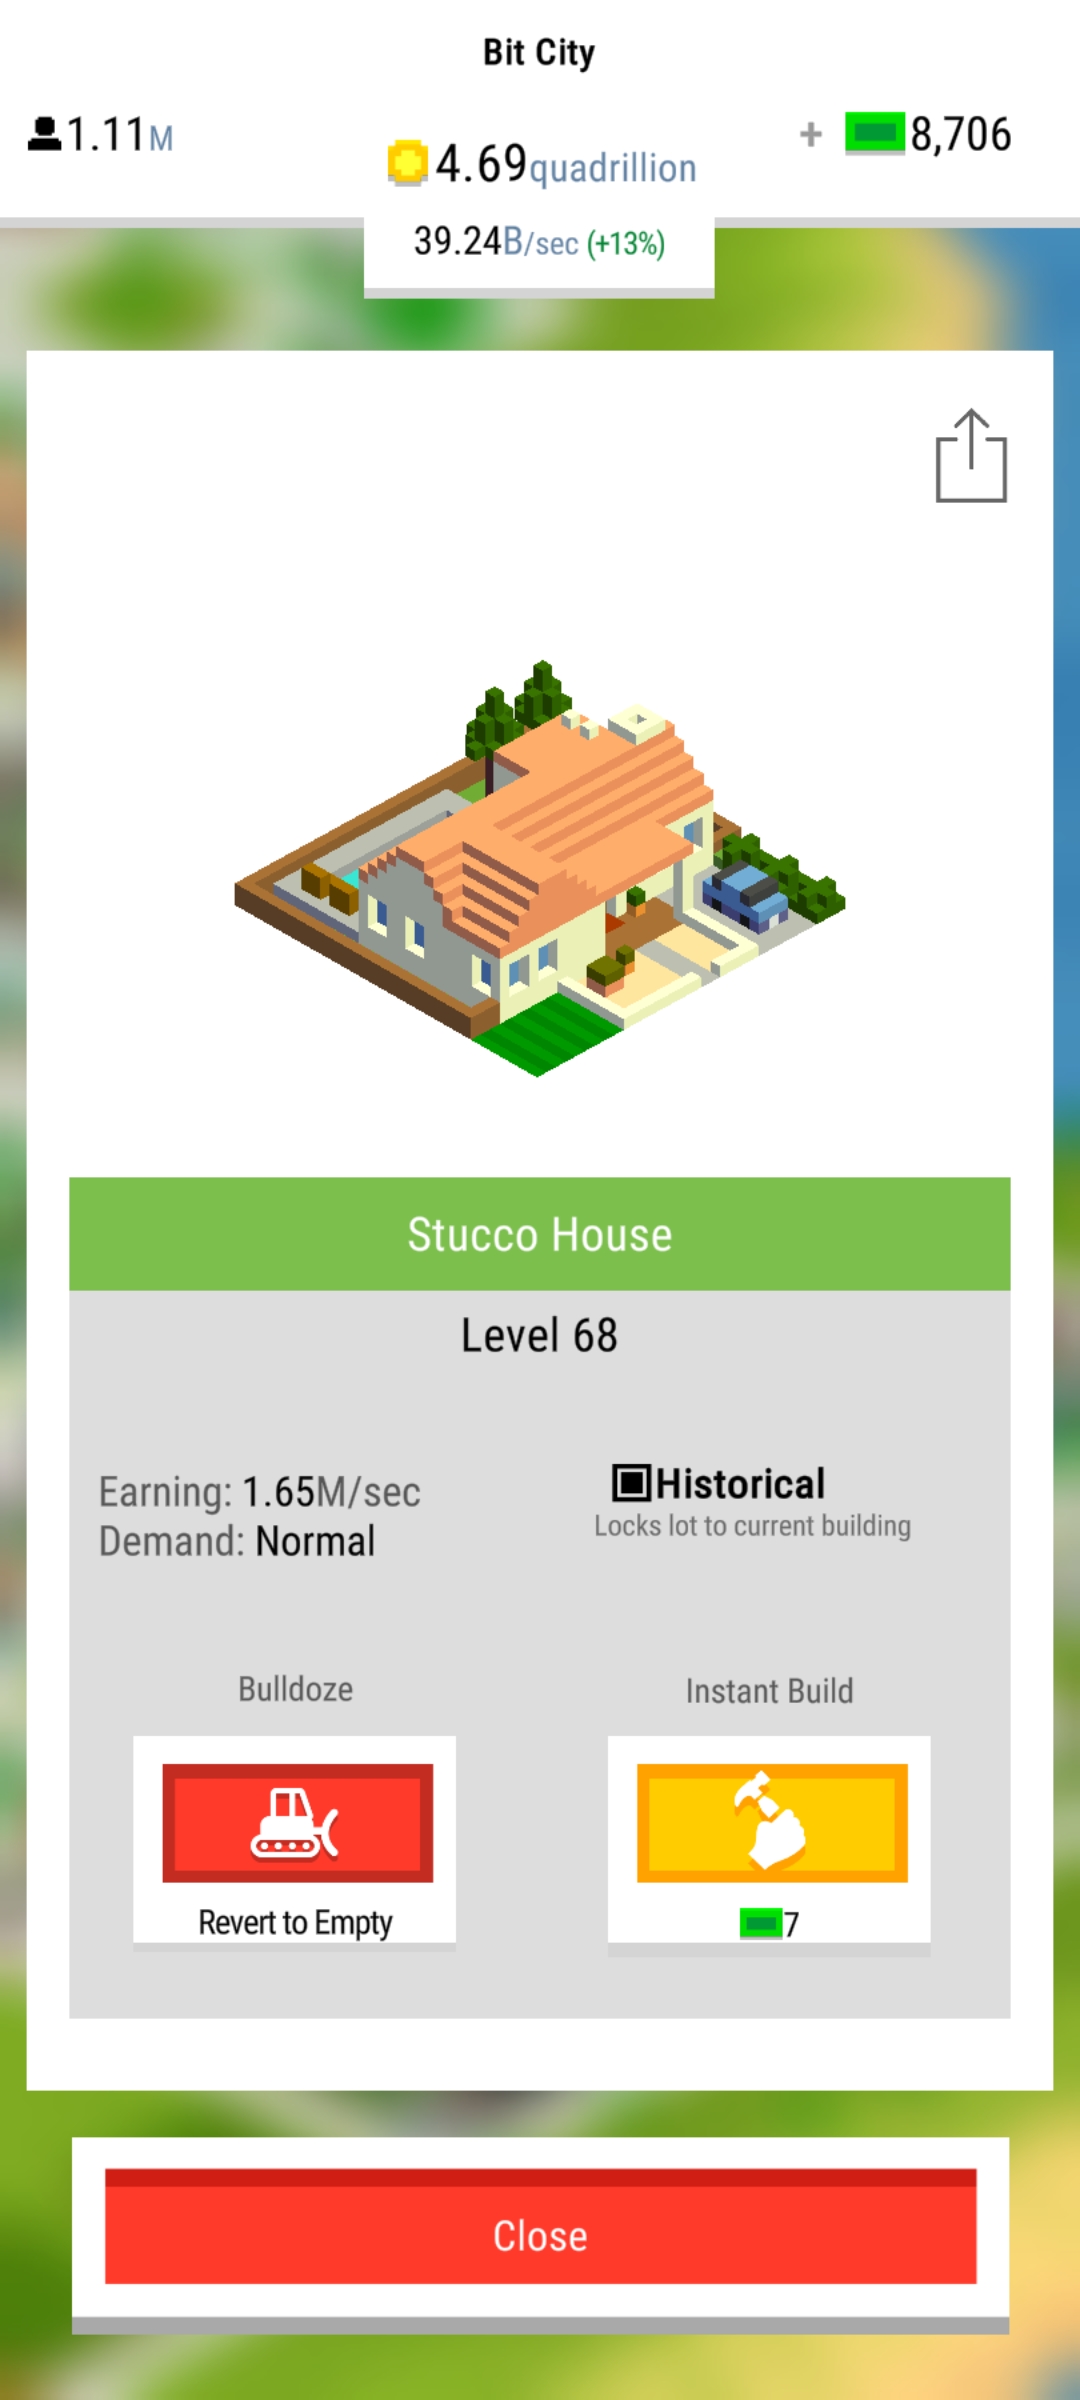 Bit City
1.11M
4.69quadrillion
+ 8,706
39.24B/sec (+13%)
Stucco House
Level 68
Earning: 1.65M/sec
Demand: Normal
Historical
Locks lot to current building
Bulldoze
Revert to Empty
Instant Build
7
Close